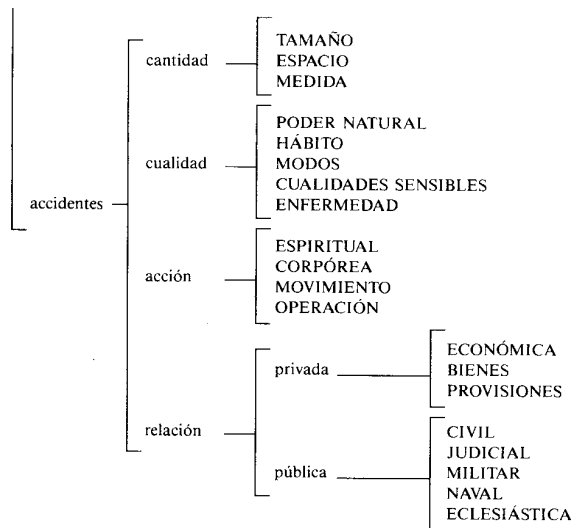 TAMAÑO
cantidad ESPACIO
MEDIDA
PODER NATURAL
HÁBITO
cualidad MODOS
CUALIDADES SENSIBLES
ENFERMEDAD
accidentes
ESPIRITUAL
CORPÓREA
acción MOVIMIENTO
OPERACIÓN
ECONÓMICA
privada BIENES
PROVISIONES
relación
CIVIL
JUDICIAL
pública MILITAR
NAVAL
ECLESIÁSTICA